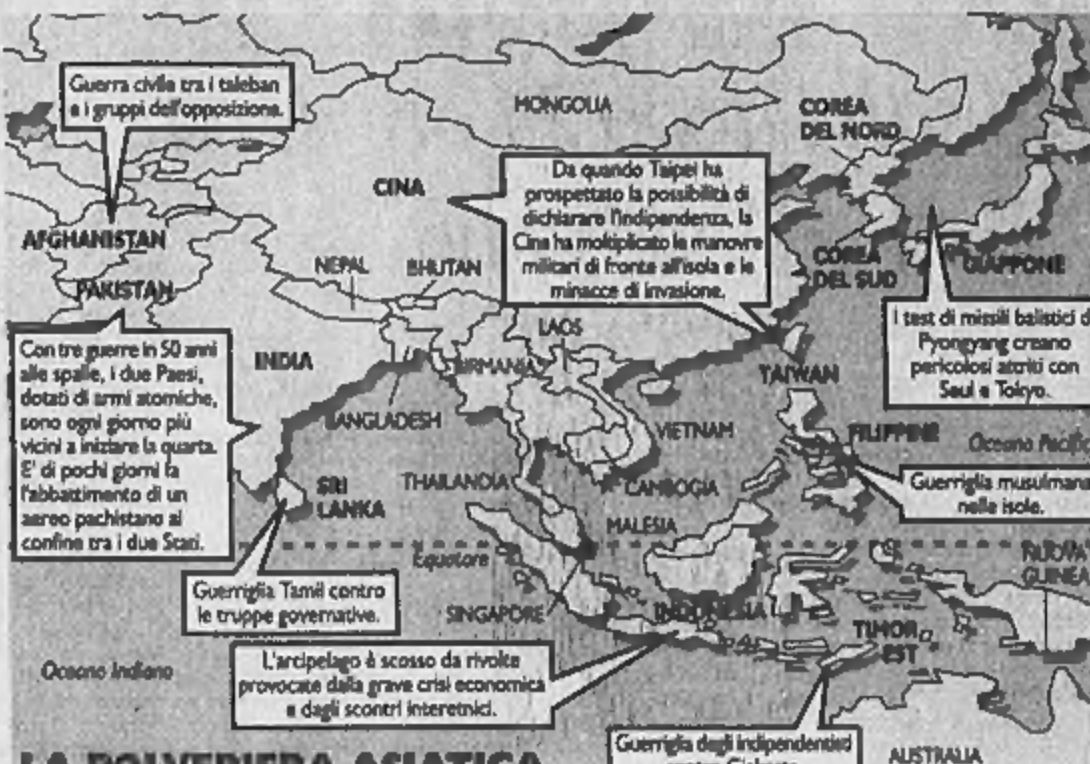 Guerra civile tra i taleban
e i gruppi dell'opposizione.
MONGOLIA
COREA
DEL NORD
Da quando Taipei ha
prospettato la possibilità di
dichiarare l'indipendenza, la
Cina ha moltiplicato le manovre
militari di fronte all'isola e le
minacce di invasione.
CINA
AFGHANISTAN
PAKISTAN
NEPAL
BHUTAN
COREA
DEL SUD
GIAPPONE
I test di missili balistici di
Pyongyang creano
pericolosi attriti con
Seul e Tokyo.
Con tre guerre in 50 anni
alle spalle, i due Paesi,
dotati di armi atomiche,
sono ogni giorno più
vicini a iniziare la quarta.
E' di pochi giorni fa
l'abbattimento di un
aereo pachistano al
confine tra i due Stati.
INDIA
LAOS
BIRMANIA
TAIWAN
BANGLADESH
VIETNAM
FILIPPINE
Oceano Pacifi
SRI
LANKA
THAILANDIA
CAMBOGIA
Guerriglia musulmana
nelle isole.
MALESIA
Equatore
NUOVA
GUINEA
Guerriglia Tamil contro
le truppe governative.
SINGAPORE
INDONESIA
TIMOR
EST
Oceano Indiano
L'arcipelago è scosso da rivolte
provocate dalla grave crisi economica
e dagli scontri interetnici.
Guerriglia degli indipendentisti
contro Giakarta.
AUSTRALIA
LA POLVERIERA ASIATICA